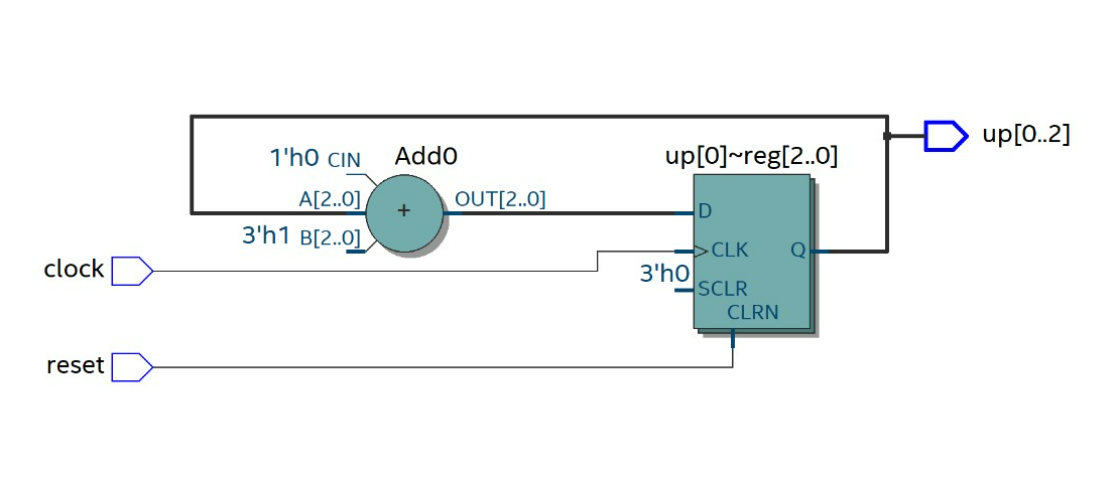 1'h0 CIN
Add0
A[2..0]
OUT[2..0]
3'h1 B[2..0]
+
up[0]~reg[2..0]
D
CLK
Q
3'h0
SCLR
CLRN
up[0..2]
clock
reset